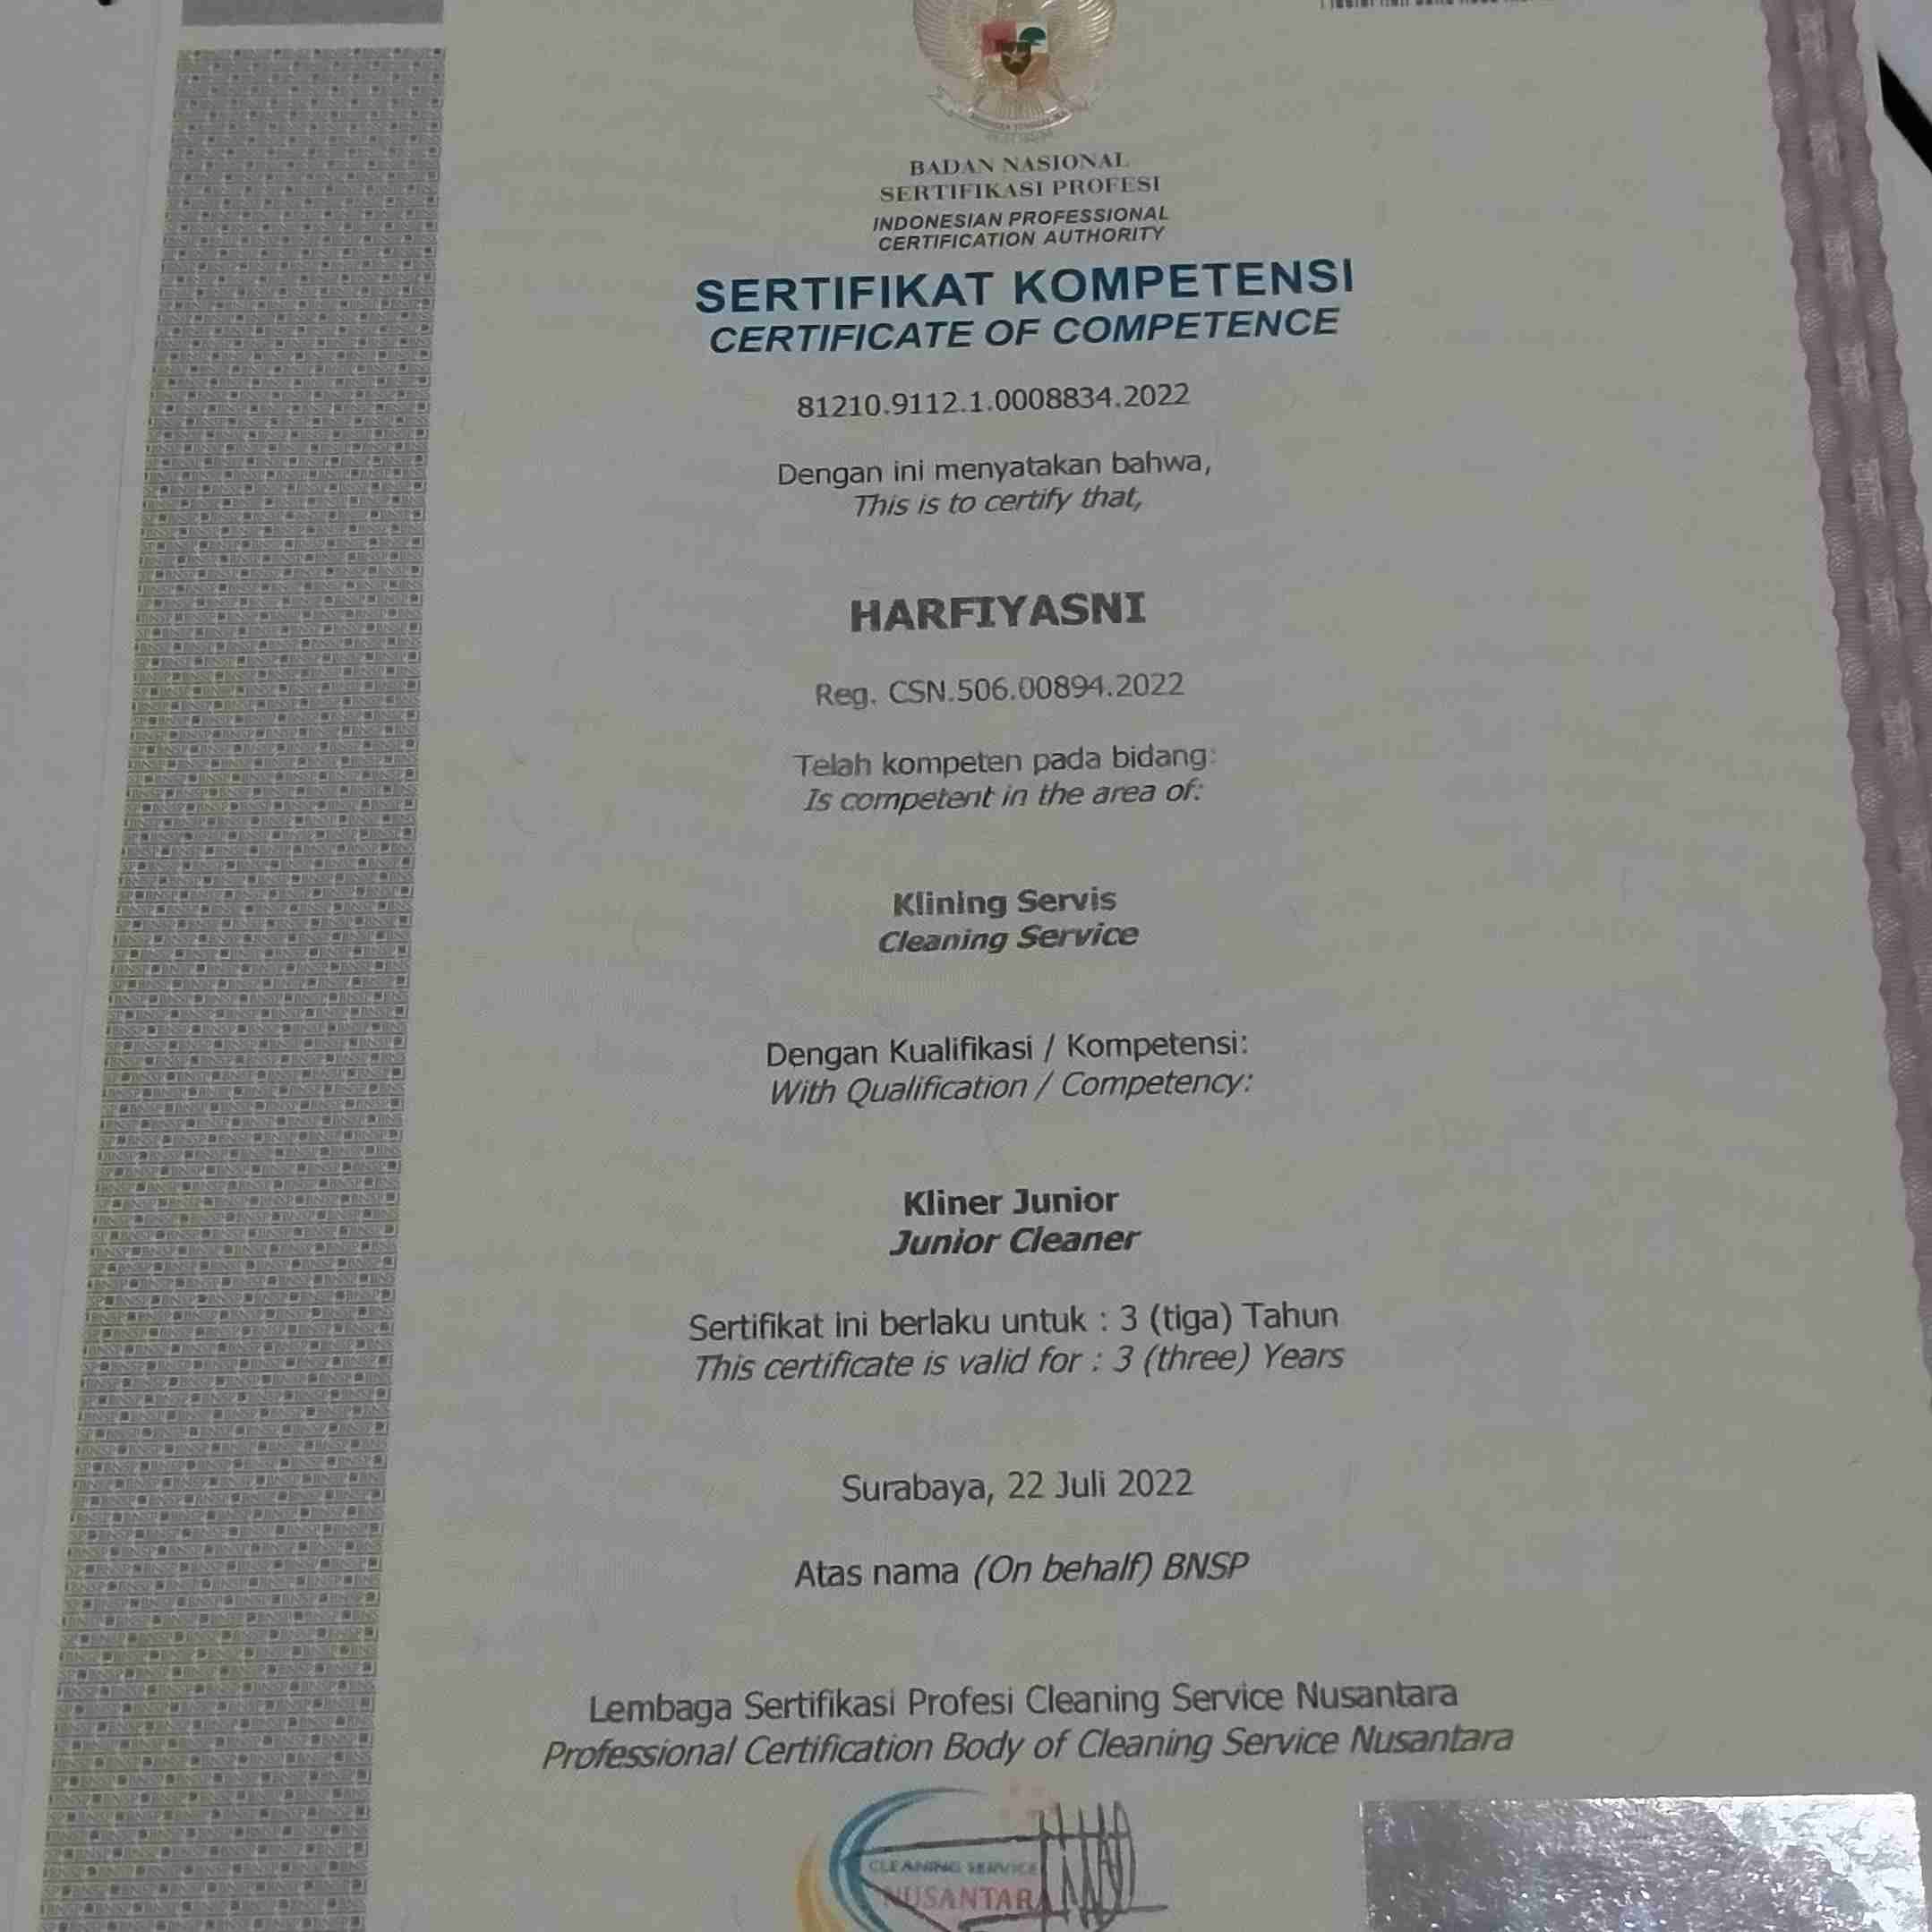 BADAN NASIONAL
SERTIFIKASI PROFESI
INDONESIAN PROFESSIONAL
CERTIFICATION AUTHORITY
SERTIFIKAT KOMPETENSI
CERTIFICATE OF COMPETENCE
81210.9112.1.0008834.2022
Dengan ini menyatakan bahwa,
This is to certify that,
HARFIYASNI
Reg. CSN.506.00894.2022
Telah kompeten pada bidang:
Is competent in the area of:
Klining Servis
Cleaning Service
Dengan Kualifikasi / Kompetensi:
With Qualification / Competency:
Kliner Junior
Junior Cleaner
Sertifikat ini berlaku untuk : 3 (tiga) Tahun
This certificate is valid for : 3 (three) Years
Surabaya, 22 Juli 2022
Atas nama (On behalf) BNSP
Lembaga Sertifikasi Profesi Cleaning Service Nusantara
Professional Certification Body of Cleaning Service Nusantara
CLEANING SERVICE
NUSANTARA